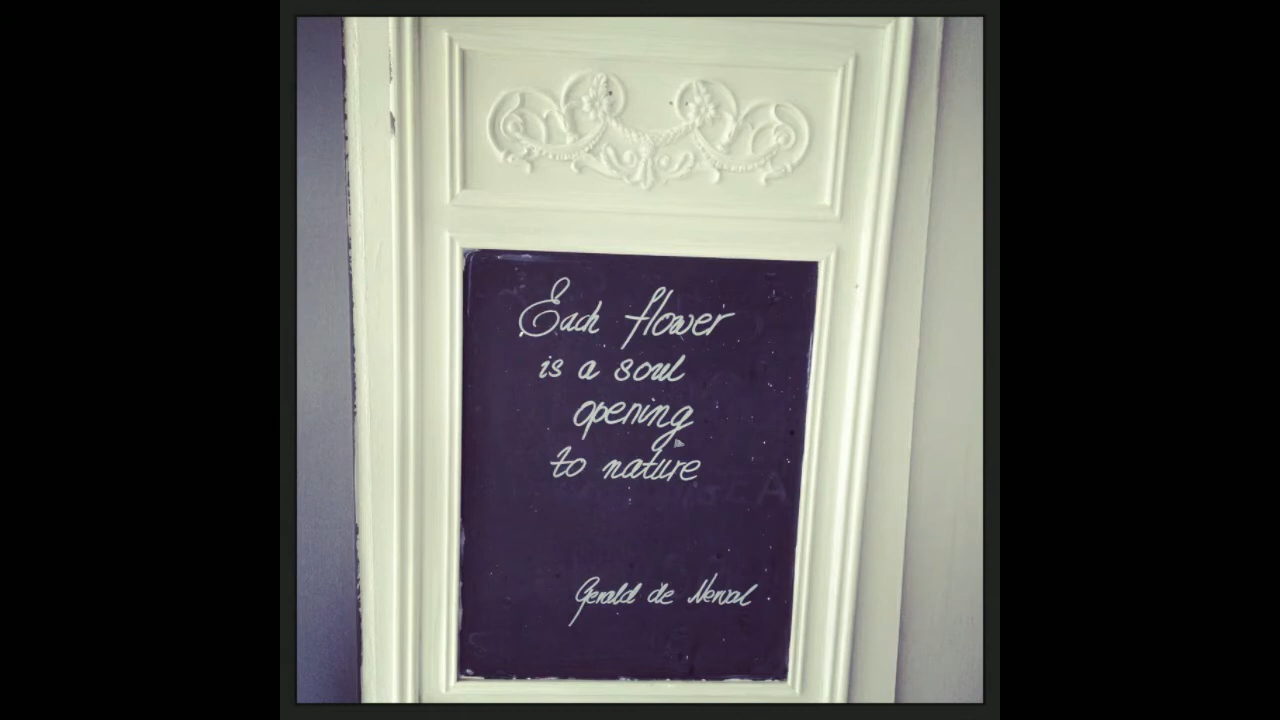 Each flower
is a soul
opening
to nature
Gerald de Nerval